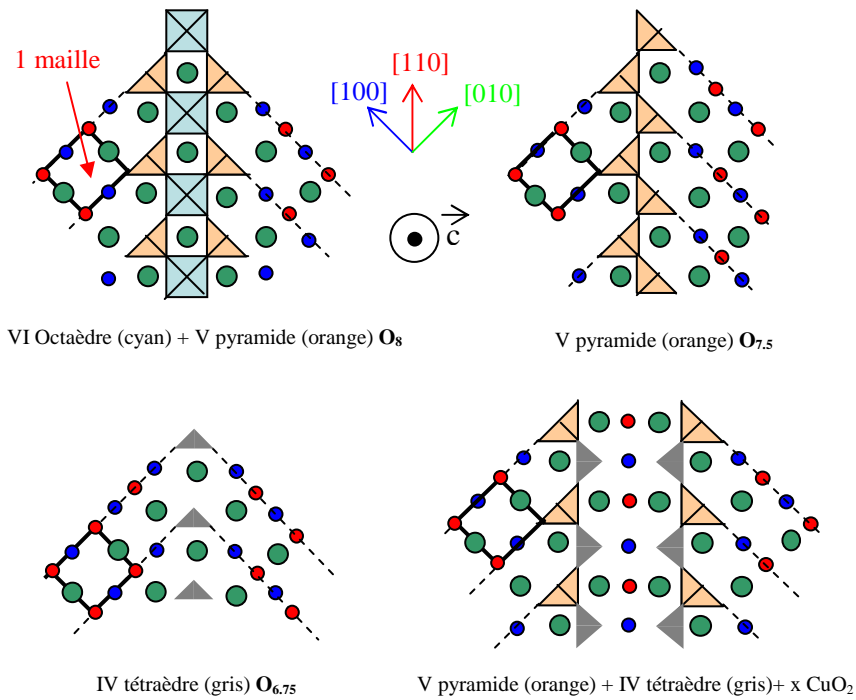 1 maille
[100]
[110]
[010]
c
VI Octaèdre (cyan) + V pyramide (orange) O8
V pyramide (orange) O7.5
IV tétraèdre (gris) O6.75
V pyramide (orange) + IV tétraèdre (gris)+ x CuO2